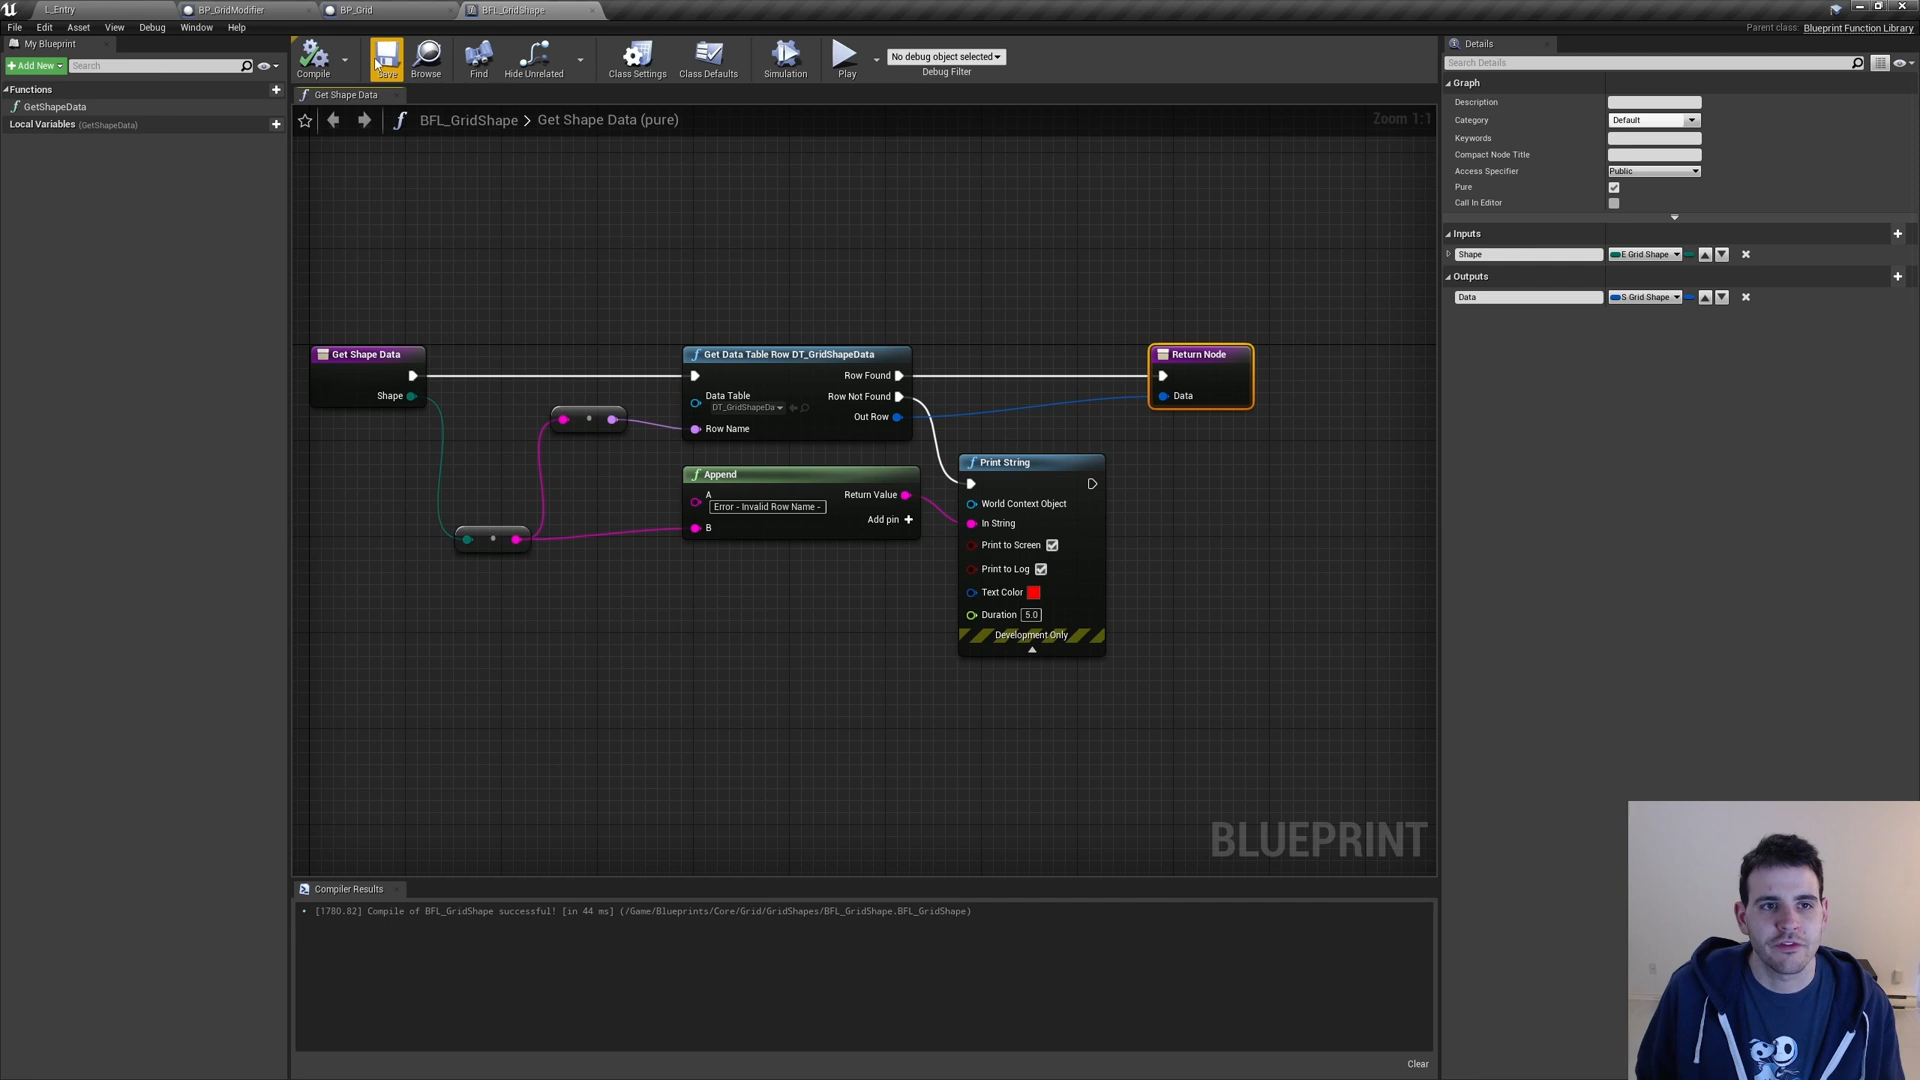 L_Entry
BP_GridModifier
BP_Grid
BFL_GridShape
File Edit Asset View Debug Window Help
Parent class: Blueprint Function Library
My Blueprint
Add New
Search
Functions
GetShapeData
Local Variables (GetShapeData)
Compile
Save
Browse
Find
Hide Unrelated
Class Settings
Class Defaults
Simulation
Play
No debug object selected
Debug Filter
Get Shape Data
BFL_GridShape > Get Shape Data (pure)
Zoom 1:1
Get Shape Data
Shape
Get Data Table Row DT_GridShapeData
Row Found
Data Table
DT_GridShapeDa
Row Not Found
Out Row
Row Name
Return Node
Data
Append
A
Error - Invalid Row Name -
Return Value
Add pin
B
Print String
World Context Object
In String
Print to Screen
Print to Log
Text Color
Duration 5.0
Development Only
BLUEPRINT
Compiler Results
[1780.82] Compile of BFL_GridShape successful! [in 44 ms] (/Game/Blueprints/Core/Grid/GridShapes/BFL_GridShape.BFL_GridShape)
Clear
Details
Search Details
Graph
Description
Category Default
Keywords
Compact Node Title
Access Specifier Public
Pure
Call In Editor
Inputs
Shape E Grid Shape
Outputs
Data S Grid Shape